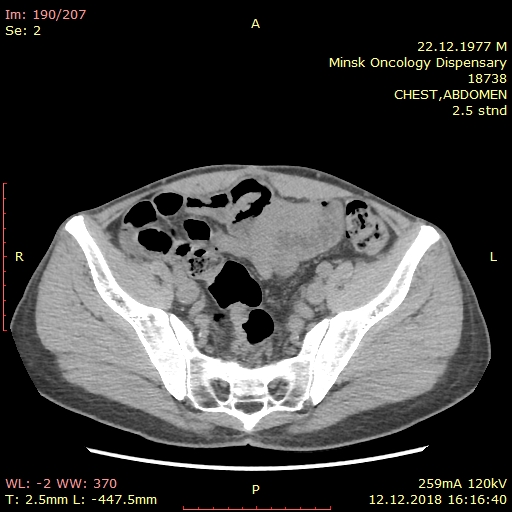 Im: 190/207
Se: 2
A
22.12.1977 M
Minsk Oncology Dispensary
18738
CHEST,ABDOMEN
2.5 stnd
R
L
WL: -2 WW: 370
T: 2.5mm L: -447.5mm
P
259mA 120kV
12.12.2018 16:16:40